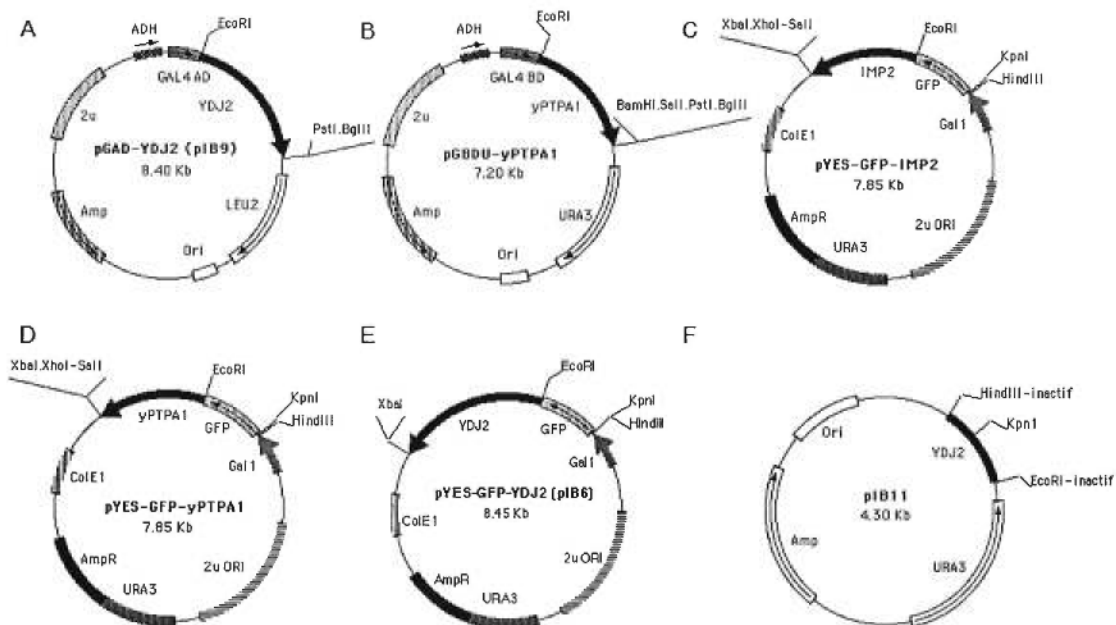 A
EcoRI
ADH
GAL4 AD
YDJ2
2u
PstI.BglII
pGAD-YDJ2 (pIB9)
8.40 Kb
Amp
LEU2
Ori
B
EcoRI
ADH
GAL4 BD
yPTPA1
2u
BamHI.SalI.PstI.BglII
pGBDU-yPTPA1
7.20 Kb
Amp
URA3
Ori
C
XbaI.XhoI-SalI
EcoRI
KpnI
HindIII
IMP2
GFP
Gal1
ColE1
pYES-GFP-IMP2
7.85 Kb
AmpR
2u ORI
URA3
D
XbaI.XhoI-SalI
EcoRI
KpnI
HindIII
yPTPA1
GFP
Gal1
ColE1
pYES-GFP-yPTPA1
7.85 Kb
AmpR
2u ORI
URA3
E
EcoRI
XbaI
KpnI
HindIII
YDJ2
GFP
Gal1
pYES-GFP-YDJ2 (pIB6)
8.45 Kb
ColE1
2u ORI
AmpR
URA3
F
HindIII-inactif
Ori
Kpn1
YDJ2
EcoRI-inactif
pIB11
4.30 Kb
Amp
URA3